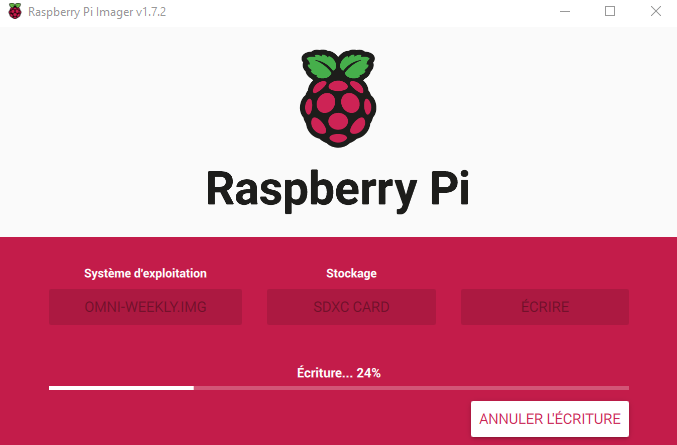 Raspberry Pi Imager v1.7.2
Raspberry Pi
Système d'exploitation
Stockage
OMNI-WEEKLY.IMG
SDXC CARD
ÉCRIRE
Écriture... 24%
ANNULER L'ÉCRITURE